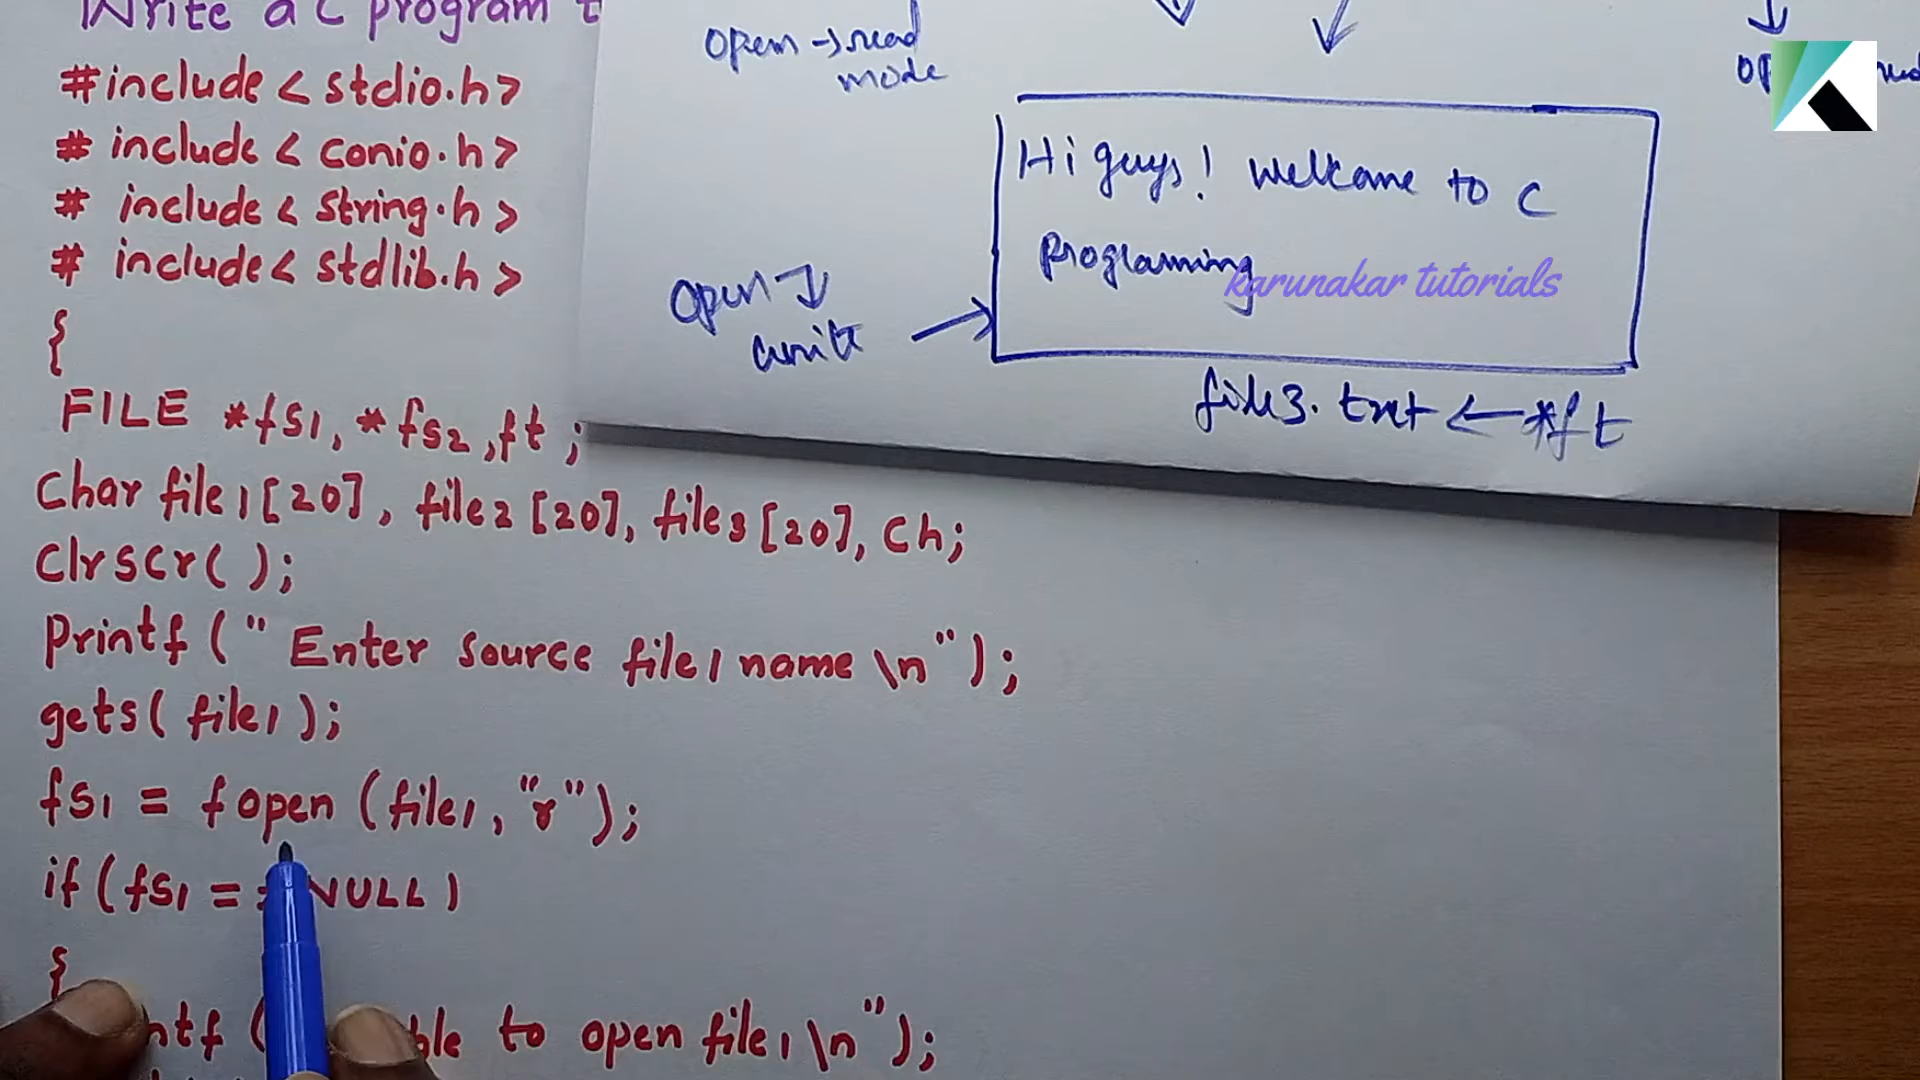 Write a C program t
#include < stdio.h>
# include < conio.h>
# include < string.h>
# include < stdlib.h>
{
FILE *fs1, *fs2, ft ;
Char file1[20], file2[20], file3[20], Ch;
Clrscr( );
Printf (" Enter source file1 name \n");
gets( file1 );
fs1 = fopen (file1, "r");
if (fs1 = = NULL)
{
ntf ( ble to open file1 \n");
open → read
mode
Hi guys! Welcome to C
Programing
open →
write
file3. txt ← *ft
karunakar tutorials